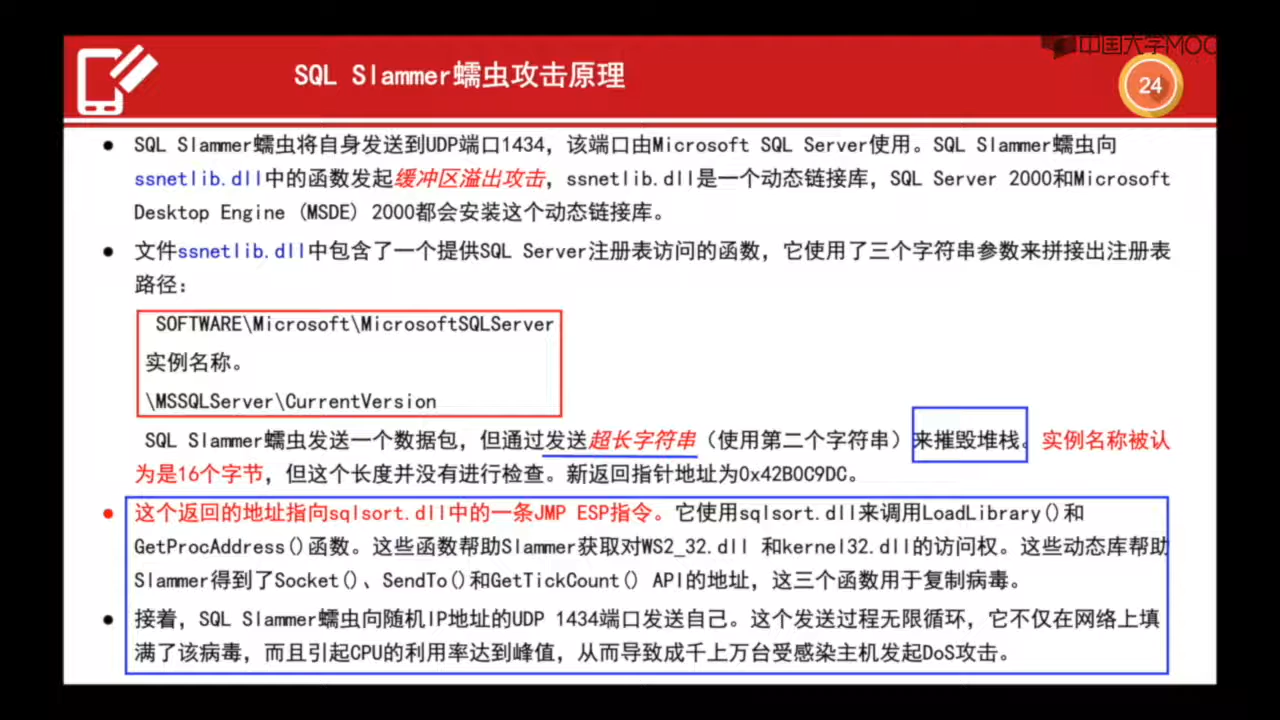 中国大学MOC
SQL Slammer蠕虫攻击原理
24
● SQL Slammer蠕虫将自身发送到UDP端口1434，该端口由Microsoft SQL Server使用。SQL Slammer蠕虫向
ssnetlib.dll中的函数发起缓冲区溢出攻击，ssnetlib.dll是一个动态链接库，SQL Server 2000和Microsoft
Desktop Engine (MSDE) 2000都会安装这个动态链接库。
● 文件ssnetlib.dll中包含了一个提供SQL Server注册表访问的函数，它使用了三个字符串参数来拼接出注册表
路径：
SOFTWARE\Microsoft\MicrosoftSQLServer
实例名称。
\MSSQLServer\CurrentVersion
SQL Slammer蠕虫发送一个数据包，但通过发送超长字符串（使用第二个字符串）来摧毁堆栈。实例名称被认
为是16个字节，但这个长度并没有进行检查。新返回指针地址为0x42B0C9DC。
● 这个返回的地址指向sqlsort.dll中的一条JMP ESP指令。它使用sqlsort.dll来调用LoadLibrary()和
GetProcAddress()函数。这些函数帮助Slammer获取对WS2_32.dll 和kernel32.dll的访问权。这些动态库帮助
Slammer得到了Socket()、SendTo()和GetTickCount() API的地址，这三个函数用于复制病毒。
● 接着，SQL Slammer蠕虫向随机IP地址的UDP 1434端口发送自己。这个发送过程无限循环，它不仅在网络上填
满了该病毒，而且引起CPU的利用率达到峰值，从而导致成千上万台受感染主机发起DoS攻击。